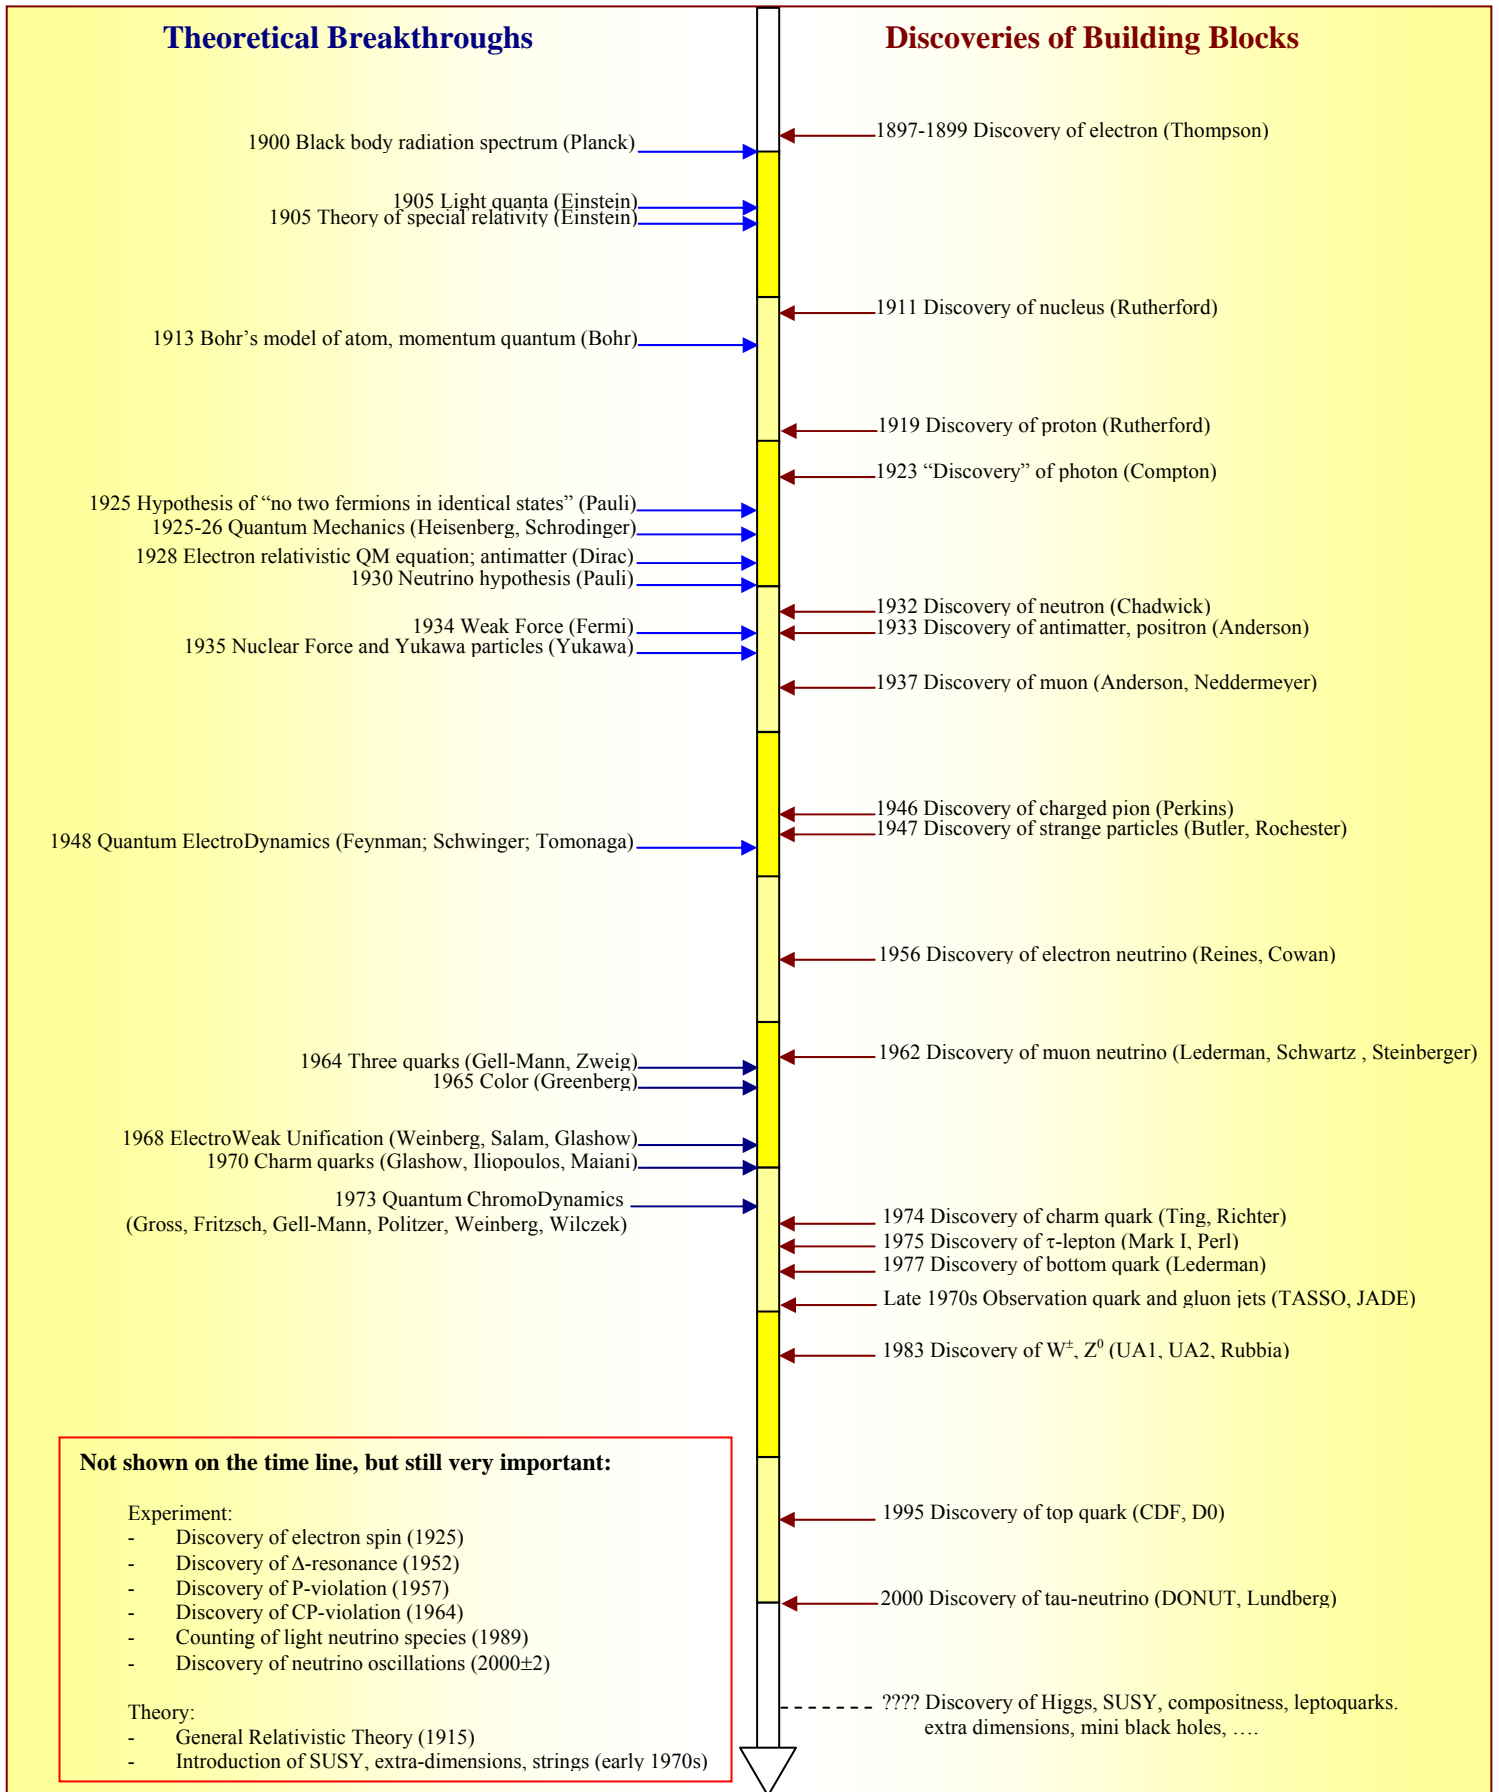 Theoretical Breakthroughs
Discoveries of Building Blocks
1897-1899 Discovery of electron (Thompson)
1900 Black body radiation spectrum (Planck)
1905 Light quanta (Einstein)
1905 Theory of special relativity (Einstein)
1911 Discovery of nucleus (Rutherford)
1913 Bohr's model of atom, momentum quantum (Bohr)
1919 Discovery of proton (Rutherford)
1923 “Discovery” of photon (Compton)
1925 Hypothesis of “no two fermions in identical states” (Pauli)
1925-26 Quantum Mechanics (Heisenberg, Schrodinger)
1928 Electron relativistic QM equation; antimatter (Dirac)
1930 Neutrino hypothesis (Pauli)
1932 Discovery of neutron (Chadwick)
1934 Weak Force (Fermi)
1933 Discovery of antimatter, positron (Anderson)
1935 Nuclear Force and Yukawa particles (Yukawa)
1937 Discovery of muon (Anderson, Neddermeyer)
1946 Discovery of charged pion (Perkins)
1947 Discovery of strange particles (Butler, Rochester)
1948 Quantum ElectroDynamics (Feynman; Schwinger; Tomonaga)
1956 Discovery of electron neutrino (Reines, Cowan)
1962 Discovery of muon neutrino (Lederman, Schwartz , Steinberger)
1964 Three quarks (Gell-Mann, Zweig)
1965 Color (Greenberg)
1968 ElectroWeak Unification (Weinberg, Salam, Glashow)
1970 Charm quarks (Glashow, Iliopoulos, Maiani)
1973 Quantum ChromoDynamics
(Gross, Fritzsch, Gell-Mann, Politzer, Weinberg, Wilczek)
1974 Discovery of charm quark (Ting, Richter)
1975 Discovery of τ-lepton (Mark I, Perl)
1977 Discovery of bottom quark (Lederman)
Late 1970s Observation quark and gluon jets (TASSO, JADE)
1983 Discovery of W±, Z⁰ (UA1, UA2, Rubbia)
1995 Discovery of top quark (CDF, D0)
2000 Discovery of tau-neutrino (DONUT, Lundberg)
???? Discovery of Higgs, SUSY, compositness, leptoquarks.
extra dimensions, mini black holes, ….
Not shown on the time line, but still very important:
Experiment:
- Discovery of electron spin (1925)
- Discovery of Δ-resonance (1952)
- Discovery of P-violation (1957)
- Discovery of CP-violation (1964)
- Counting of light neutrino species (1989)
- Discovery of neutrino oscillations (2000±2)
Theory:
- General Relativistic Theory (1915)
- Introduction of SUSY, extra-dimensions, strings (early 1970s)